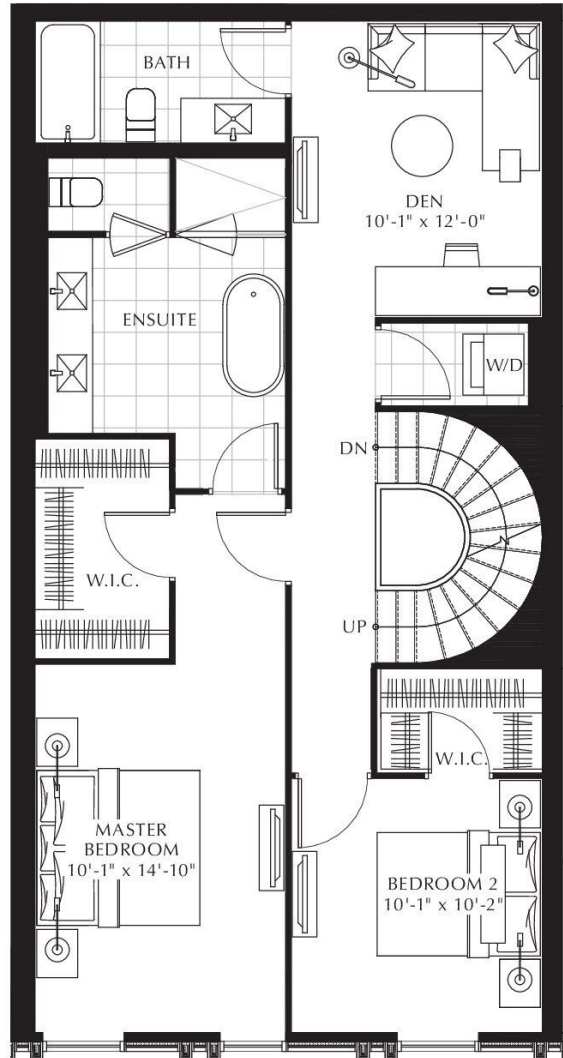 BATH
DEN
10'-1" x 12'-0"
ENSUITE
W/D
DN
W.I.C.
UP
W.I.C.
MASTER
BEDROOM
10'-1" x 14'-10"
BEDROOM 2
10'-1" x 10'-2"